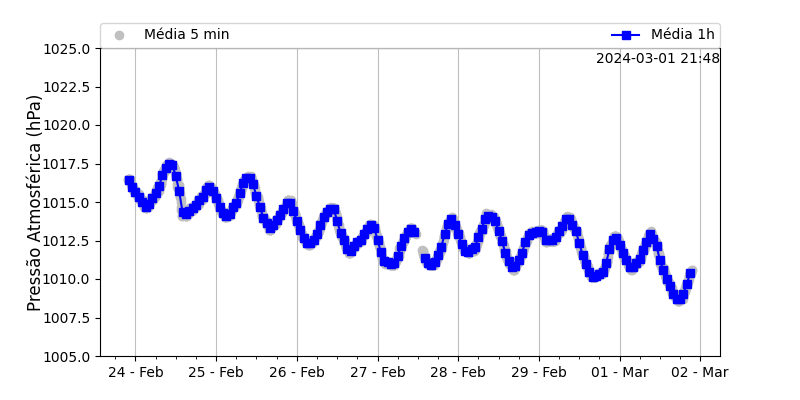 Média 5 min
Média 1h
2024-03-01 21:48
Pressão Atmosférica (hPa)
1025.0
1022.5
1020.0
1017.5
1015.0
1012.5
1010.0
1007.5
1005.0
24 - Feb
25 - Feb
26 - Feb
27 - Feb
28 - Feb
29 - Feb
01 - Mar
02 - Mar